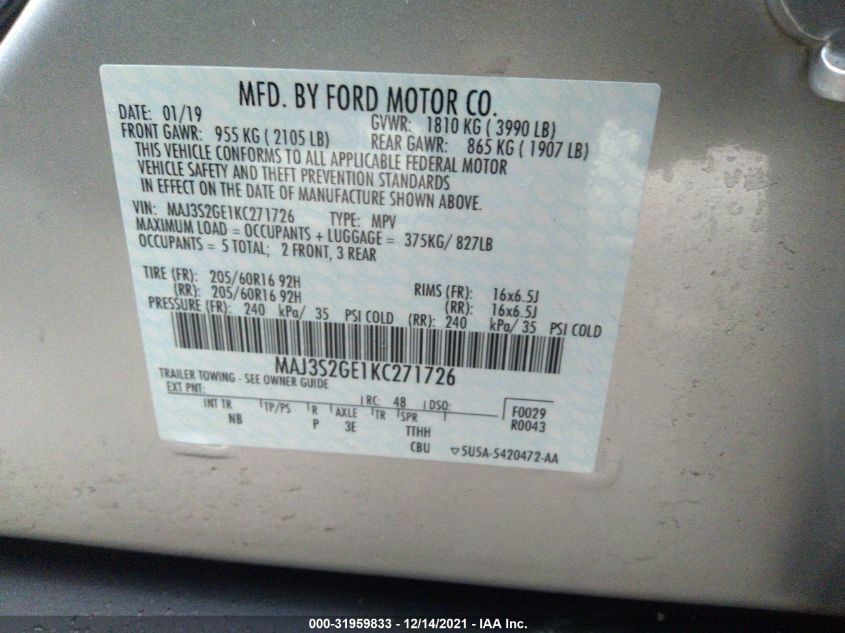 MFD. BY FORD MOTOR CO.
DATE: 01/19 GVWR: 1810 KG ( 3990 LB)
FRONT GAWR: 955 KG ( 2105 LB) REAR GAWR: 865 KG ( 1907 LB)
THIS VEHICLE CONFORMS TO ALL APPLICABLE FEDERAL MOTOR
VEHICLE SAFETY AND THEFT PREVENTION STANDARDS
IN EFFECT ON THE DATE OF MANUFACTURE SHOWN ABOVE.
VIN: MAJ3S2GE1KC271726 TYPE: MPV
MAXIMUM LOAD = OCCUPANTS + LUGGAGE = 375KG/ 827LB
OCCUPANTS = 5 TOTAL; 2 FRONT, 3 REAR
TIRE (FR): 205/60R16 92H RIMS (FR): 16x6.5J
(RR): 205/60R16 92H (RR): 16x6.5J
PRESSURE (FR): 240 kPa/ 35 PSI COLD (RR): 240 kPa/ 35 PSI COLD
MAJ3S2GE1KC271726
TRAILER TOWING - SEE OWNER GUIDE
EXT PNT: RC: 48 DSO: F0029
INT TR TP/PS R AXLE TR SPR R0043
NB P 3E TTHH
CBU ▽5U5A-5420472-AA
000-31959833 - 12/14/2021 - IAA Inc.